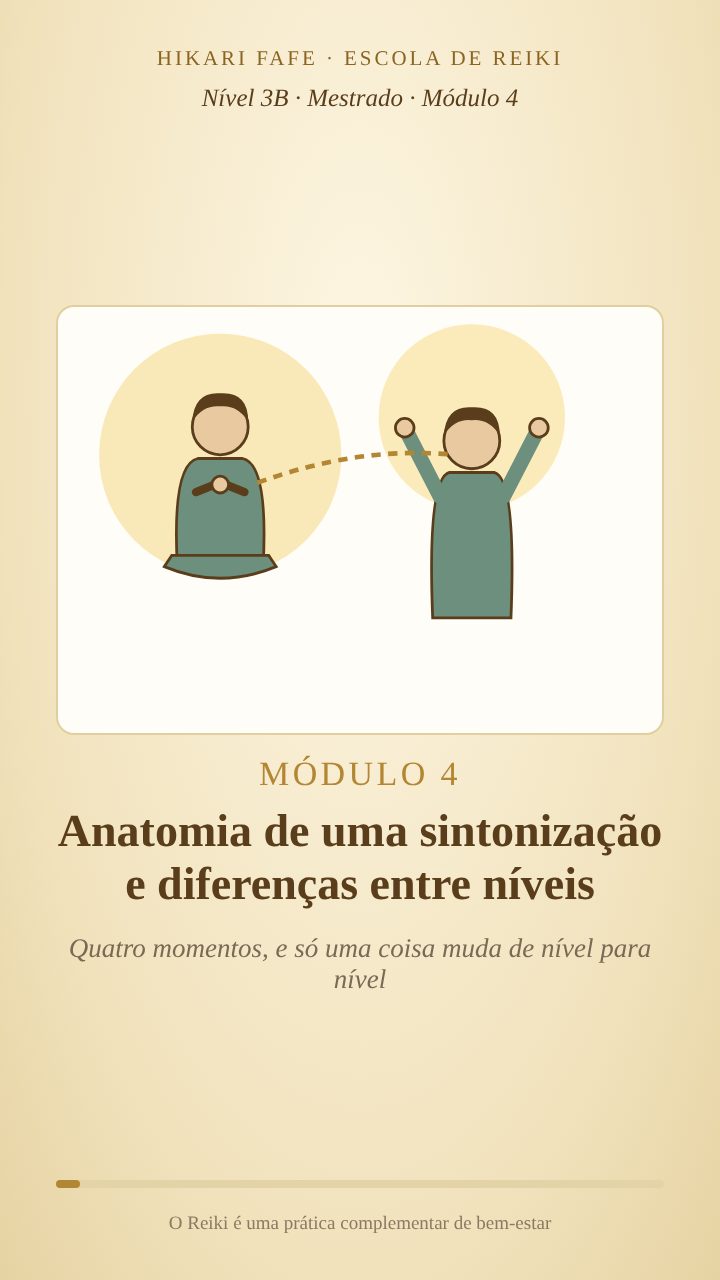 HIKARI FAFE · ESCOLA DE REIKI
Nível 3B · Mestrado · Módulo 4
MÓDULO 4
Anatomia de uma sintonização
e diferenças entre níveis
Quatro momentos, e só uma coisa muda de nível para
nível
O Reiki é uma prática complementar de bem-estar